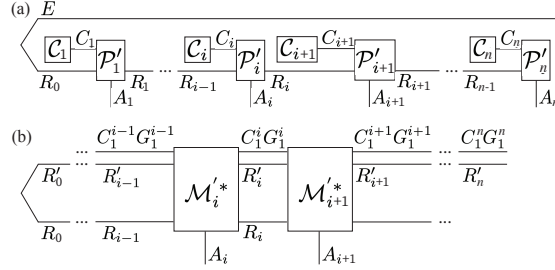 (a) E
C₁ C₁ P′₁ Cᵢ Cᵢ P′ᵢ Cᵢ₊₁ Cᵢ₊₁ P′ᵢ₊₁ Cₙ Cₙ P′ₙ
R₀ R₁ ... Rᵢ₋₁ Rᵢ Rᵢ₊₁ ... Rₙ₋₁
A₁ Aᵢ Aᵢ₊₁
(b) C₁ⁱ⁻¹G₁ⁱ⁻¹ C₁ⁱG₁ⁱ C₁ⁱ⁺¹G₁ⁱ⁺¹ C₁ⁿG₁ⁿ
... ... ...
R′₀ R′ᵢ₋₁ R′ᵢ R′ᵢ₊₁ R′ₙ
M′ᵢ* M′ᵢ₊₁*
... ...
R₀ Rᵢ₋₁ Rᵢ
Aᵢ Aᵢ₊₁